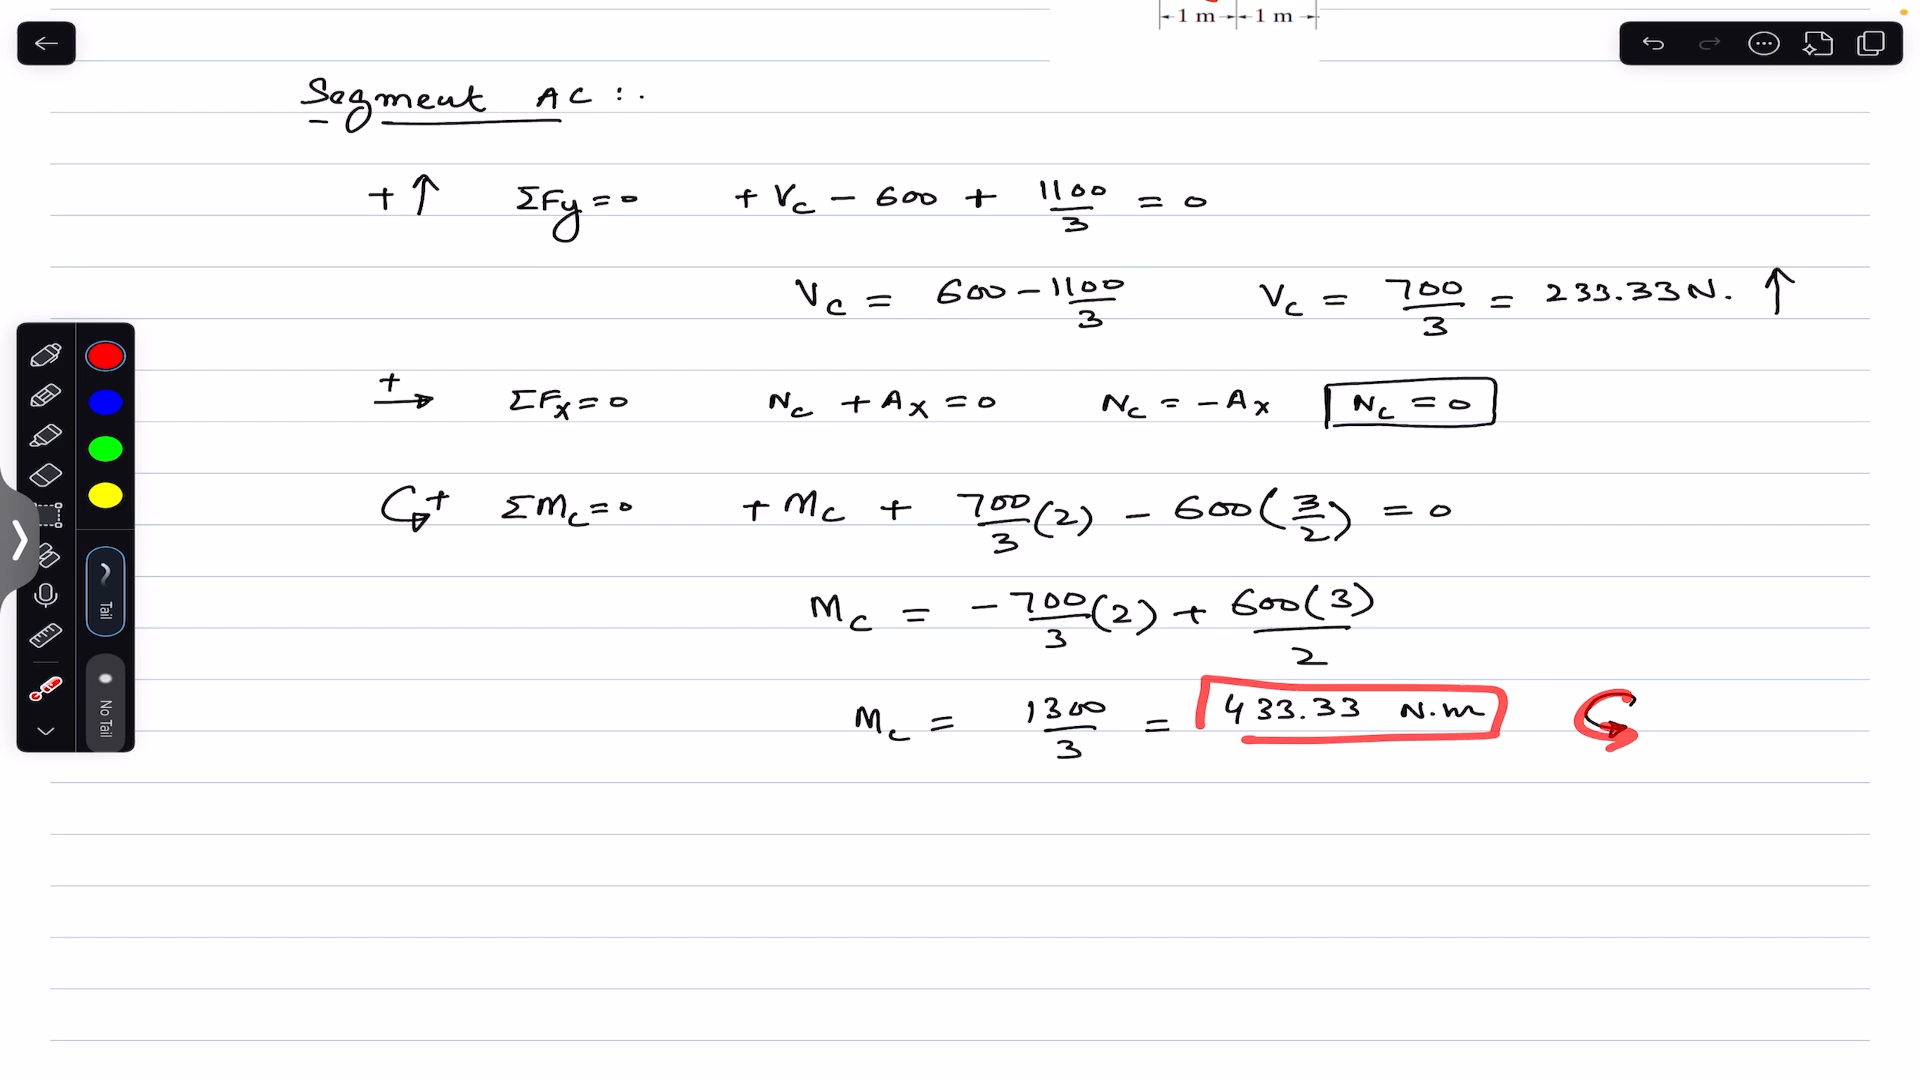 1 m 1 m
Segment AC :.
+ ↑ ΣFy = 0 + Vc - 600 + 1100/3 = 0
Vc = 600 - 1100/3 Vc = 700/3 = 233.33 N. ↑
+ → ΣFx = 0 Nc + Ax = 0 Nc = - Ax Nc = 0
+ ΣMc = 0 + Mc + 700/3 (2) - 600 (3/2) = 0
Mc = - 700/3 (2) + 600(3)/2
Mc = 1300/3 = 433.33 N.m
Tail
No Tail